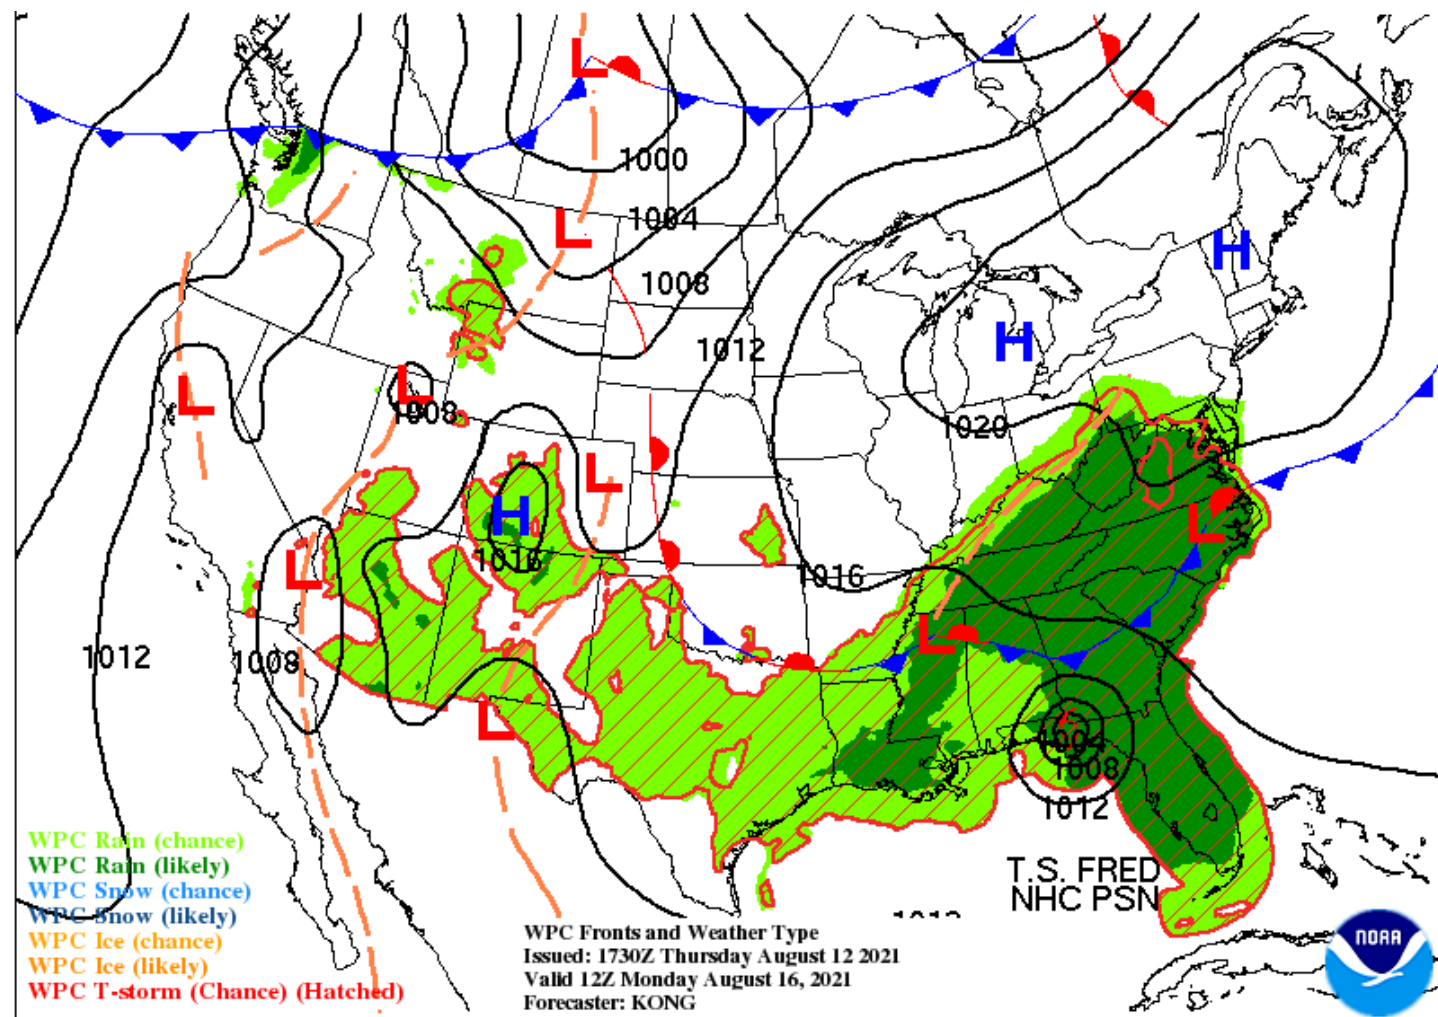 L
1000
L
1004
H
1008
H
1012
L
L
1008
1020
L
H
L
1016
1016
L
L
1012
1008
L
1004
1008
1012
T.S. FRED
NHC PSN
WPC Rain (chance)
WPC Rain (likely)
WPC Snow (chance)
WPC Snow (likely)
WPC Ice (chance)
WPC Ice (likely)
WPC T-storm (Chance) (Hatched)
WPC Fronts and Weather Type
Issued: 1730Z Thursday August 12 2021
Valid 12Z Monday August 16, 2021
Forecaster: KONG
NOAA